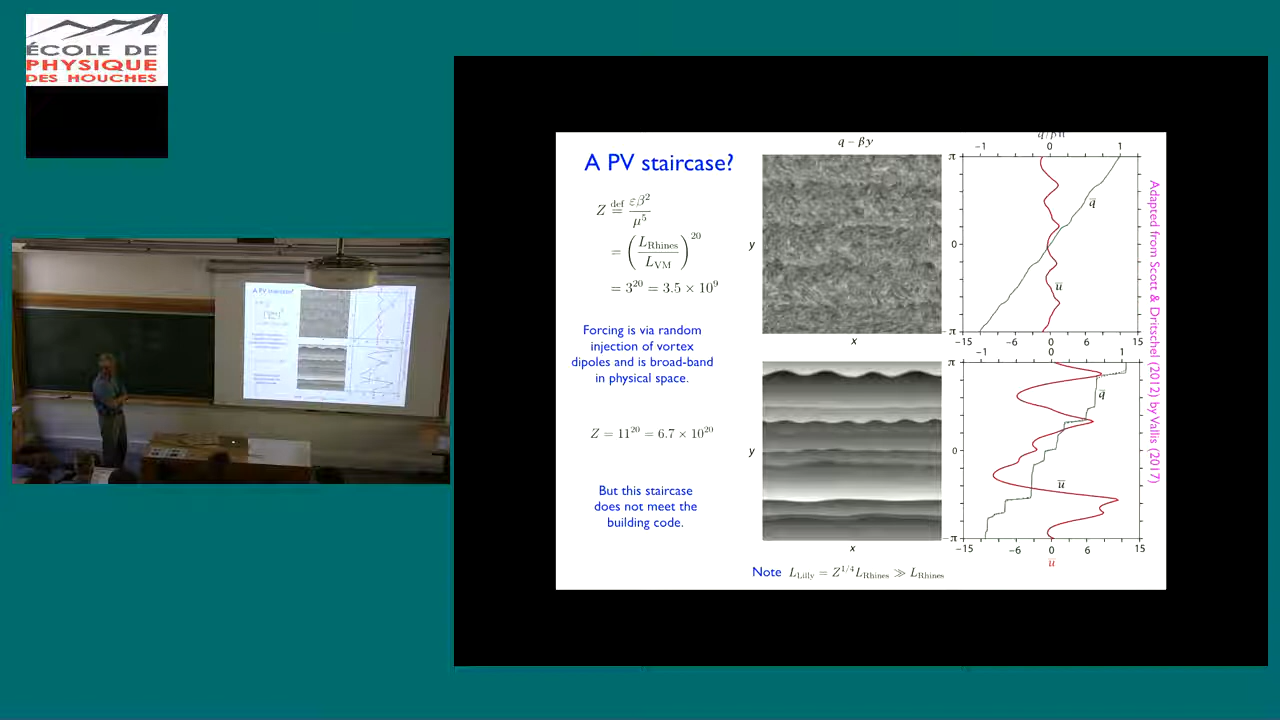 ÉCOLE DE
PHYSIQUE
DES HOUCHES
A PV staircase?
Z def= εβ² / μ⁵
= (L_Rhines / L_VM)^20
= 3^20 = 3.5 × 10^9
Forcing is via random
injection of vortex
dipoles and is broad-band
in physical space.
Z = 11^20 = 6.7 × 10^20
But this staircase
does not meet the
building code.
q − βy
y
x
y
x
−1 0 1
π
q̄
0
ū
−π
−15 −6 0 6 15
−1 0 1
π
q̄
0
ū
−π
−15 −6 0 6 15
ū
Adapted from Scott & Dritschel (2012) by Vallis (2017)
Note L_Lilly = Z^1/4 L_Rhines ≫ L_Rhines
A PV staircase?